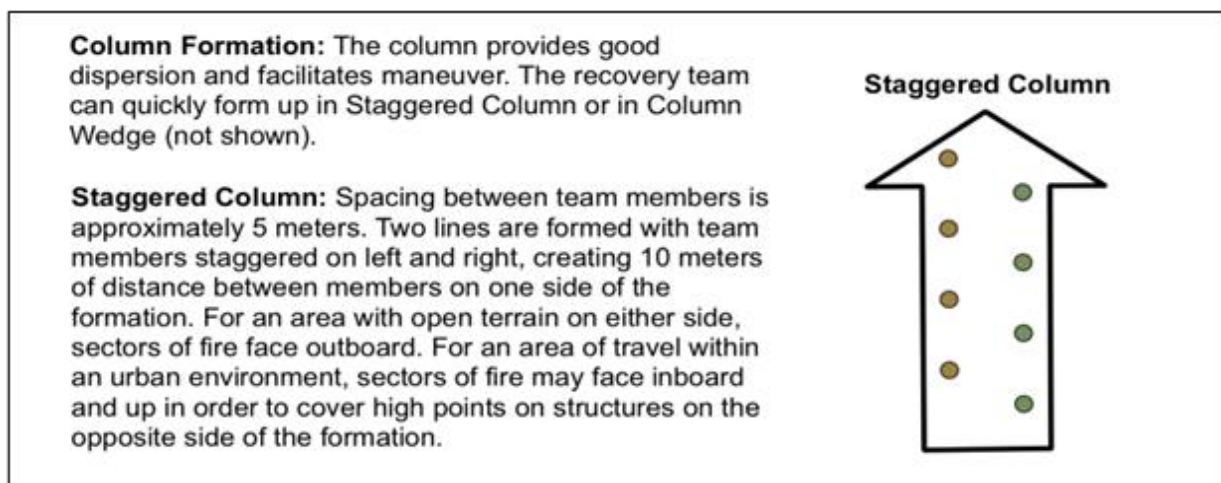 Column Formation: The column provides good
dispersion and facilitates maneuver. The recovery team
can quickly form up in Staggered Column or in Column
Wedge (not shown).
Staggered Column: Spacing between team members is
approximately 5 meters. Two lines are formed with team
members staggered on left and right, creating 10 meters
of distance between members on one side of the
formation. For an area with open terrain on either side,
sectors of fire face outboard. For an area of travel within
an urban environment, sectors of fire may face inboard
and up in order to cover high points on structures on the
opposite side of the formation.
Staggered Column